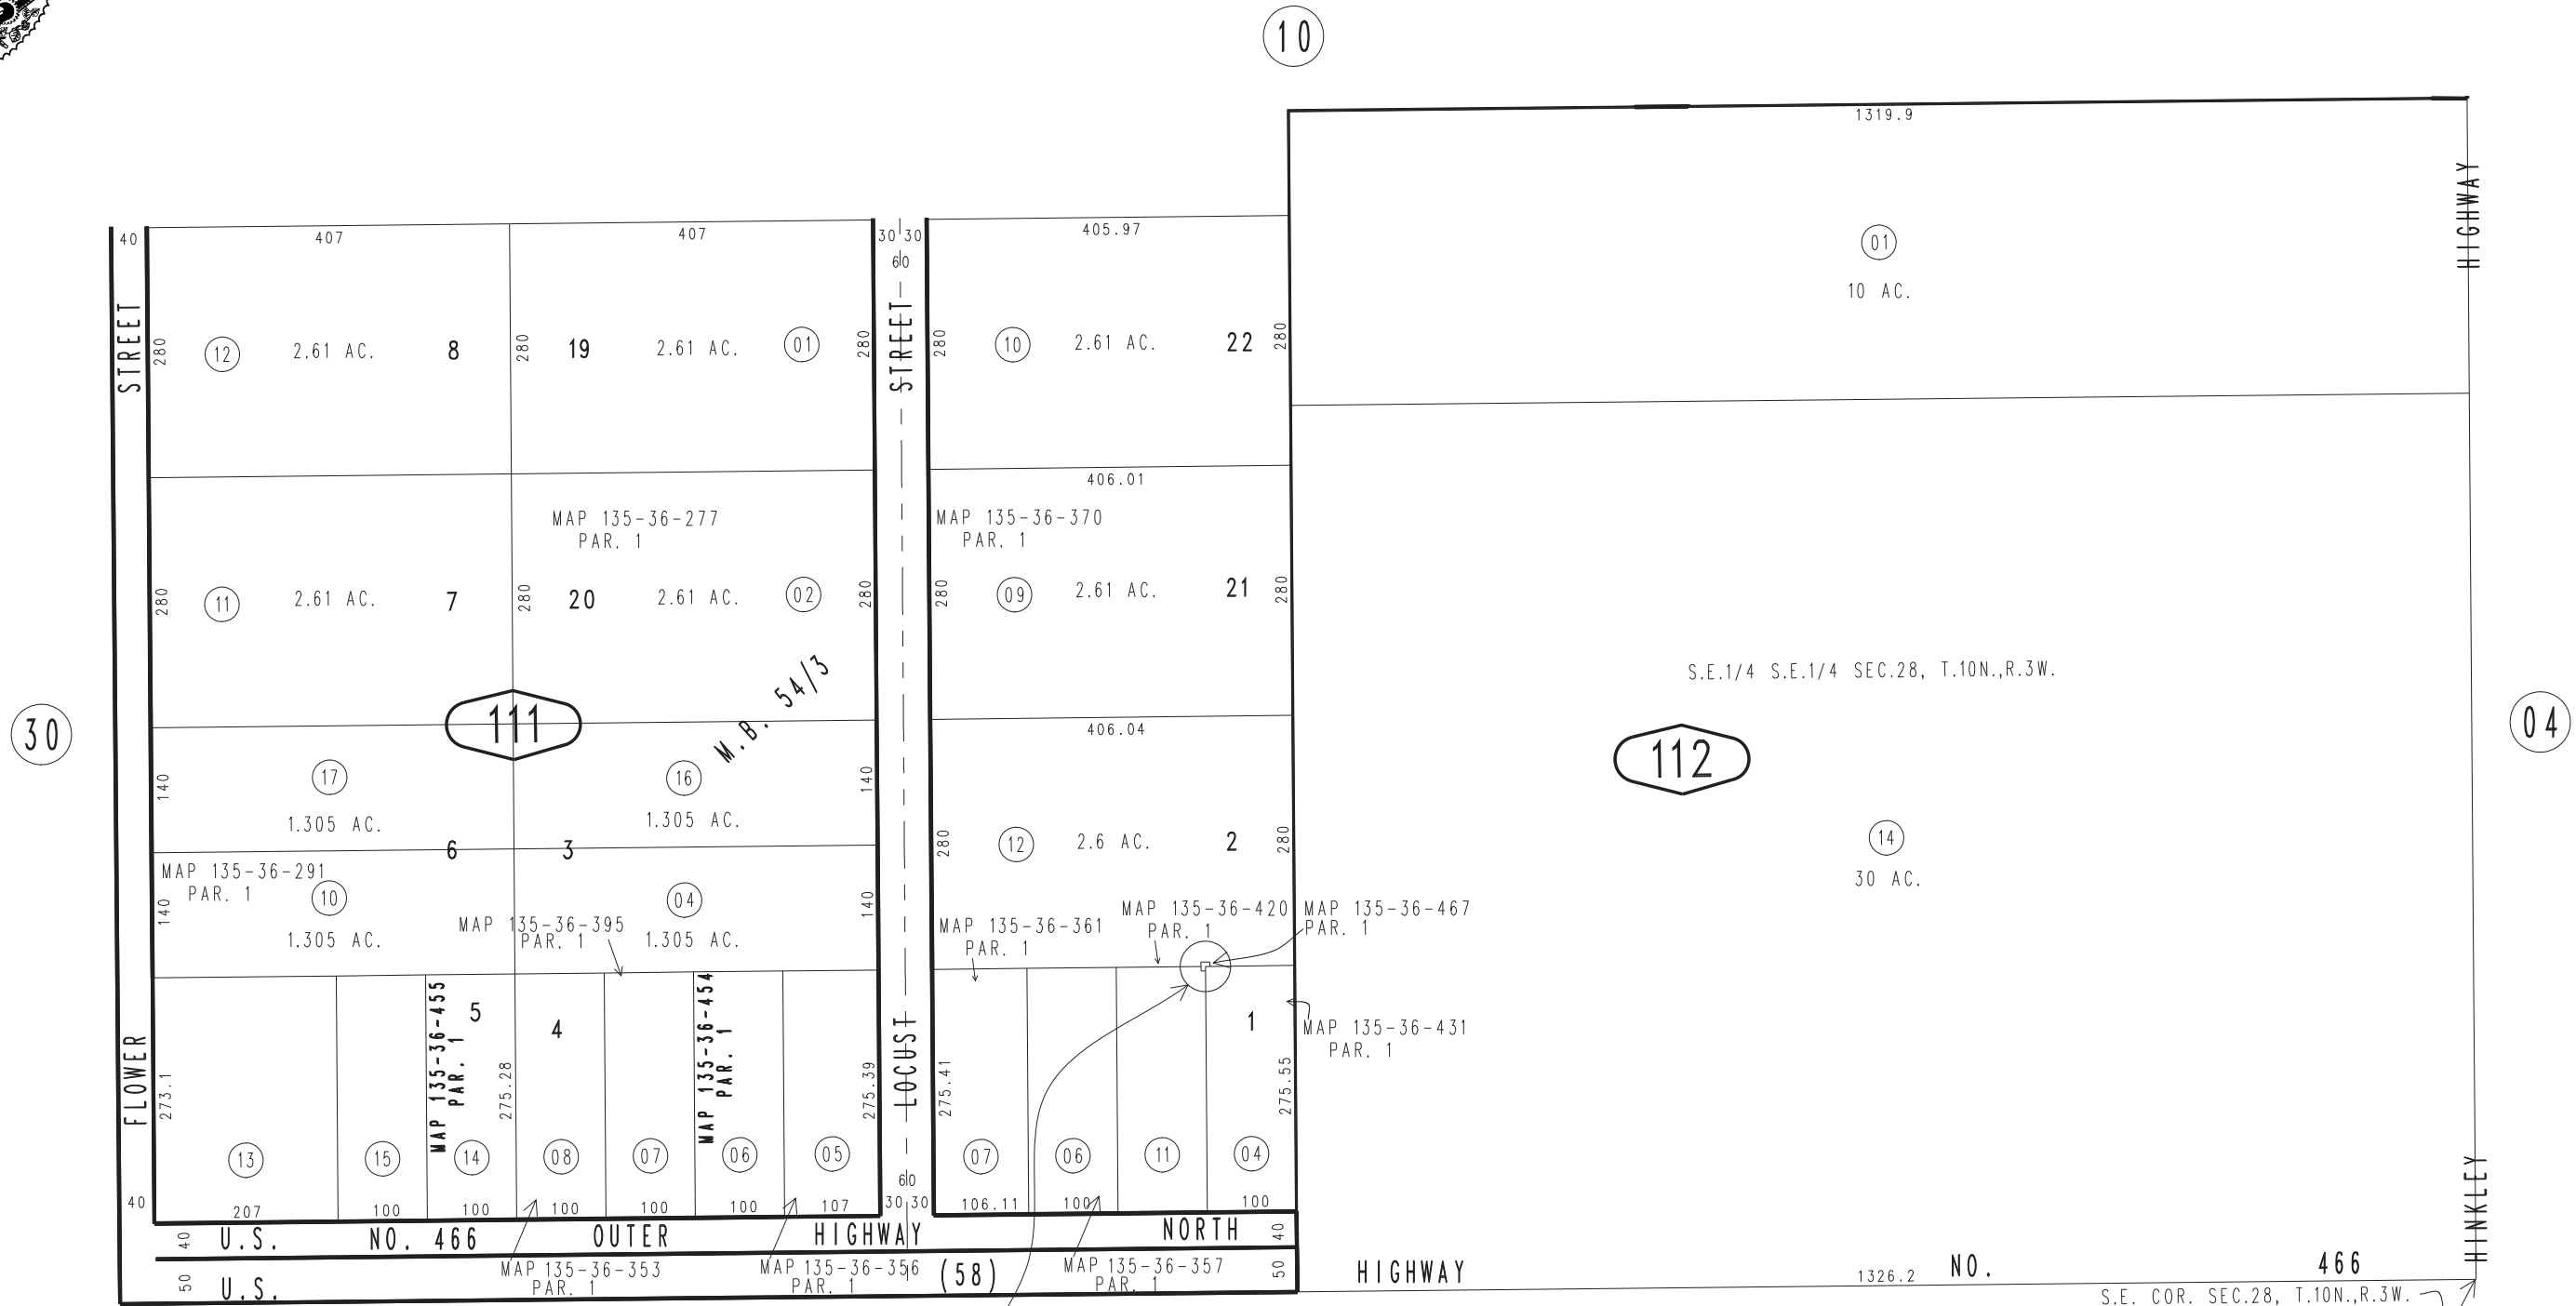 10
1319.9
HIGHWAY
01
10 AC.
40
407
407
30 30
60
405.97
STREET
280
12
2.61 AC.
8
280
19
2.61 AC.
01
280
STREET
280
10
2.61 AC.
22
280
406.01
MAP 135-36-277
PAR. 1
MAP 135-36-370
PAR. 1
280
11
2.61 AC.
7
280
20
2.61 AC.
02
280
280
09
2.61 AC.
21
280
M.B. 54/3
S.E.1/4 S.E.1/4 SEC.28, T.10N.,R.3W.
30
111
406.04
112
04
140
17
1.305 AC.
16
1.305 AC.
140
6
3
280
12
2.6 AC.
2
280
14
30 AC.
MAP 135-36-291
PAR. 1
140
10
1.305 AC.
MAP 135-36-395
PAR. 1
04
1.305 AC.
140
MAP 135-36-361
PAR. 1
MAP 135-36-420
PAR. 1
MAP 135-36-467
PAR. 1
MAP 135-36-431
PAR. 1
FLOWER
273.1
MAP 135-36-455
PAR. 1
5
275.28
4
MAP 135-36-454
PAR. 1
275.39
LOCUST
275.41
1
275.55
13
15
14
08
07
06
05
07
06
11
04
40
207
100
100
100
100
100
107
60
30 30
106.11
100
100
HINKLEY
40
U.S.
NO. 466
OUTER
HIGHWAY
NORTH
40
50
U.S.
MAP 135-36-353
PAR. 1
MAP 135-36-356
PAR. 1
(58)
MAP 135-36-357
PAR. 1
50
HIGHWAY
1326.2
NO.
466
S.E. COR. SEC.28, T.10N.,R.3W.